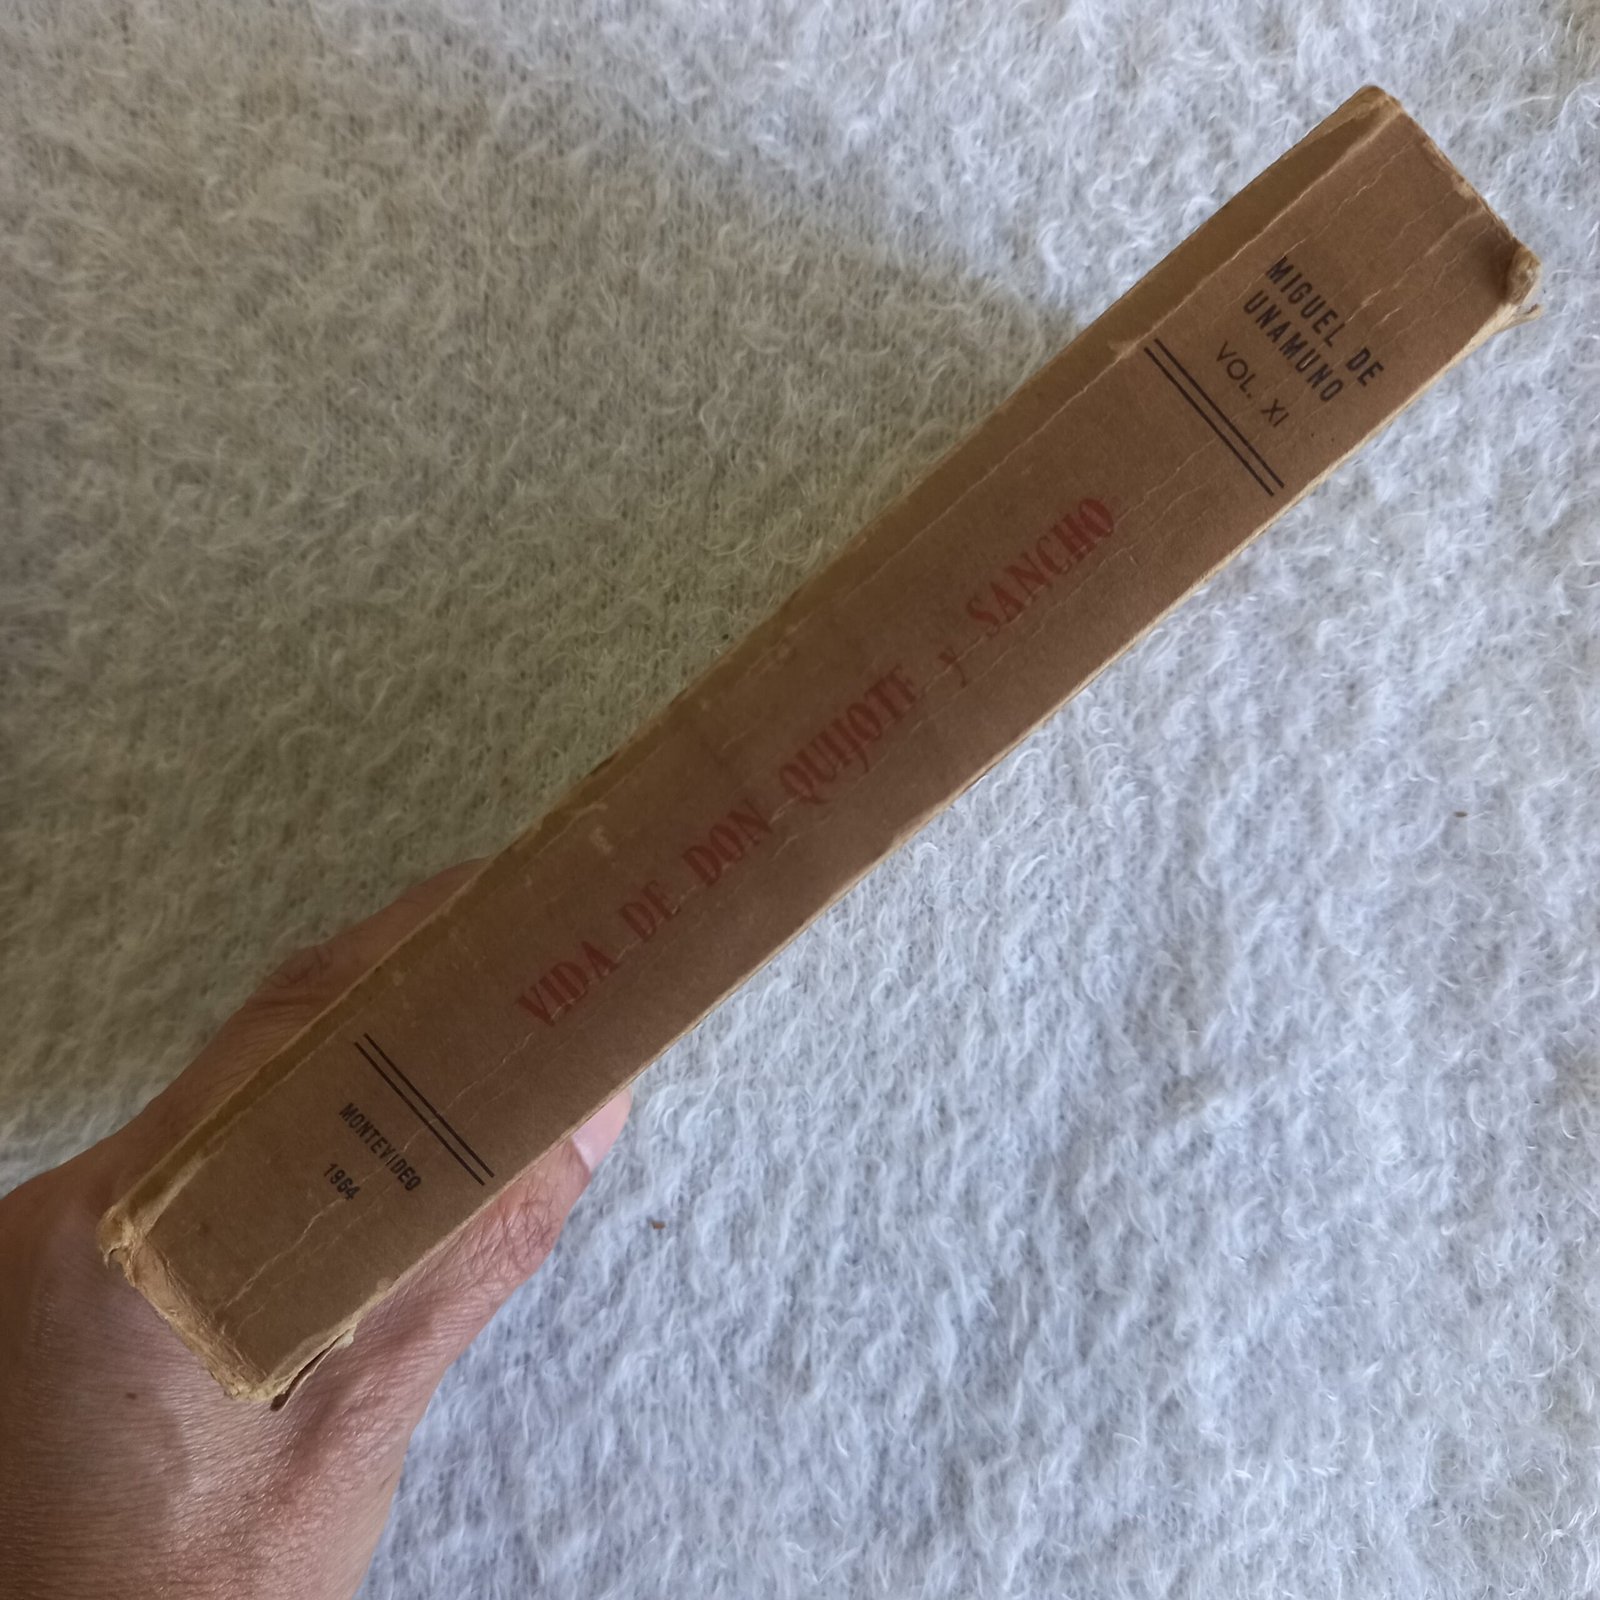 MIGUEL DE
UNAMUNO
VOL. XI
VIDA DE DON QUIJOTE y SANCHO
MONTEVIDEO
1964